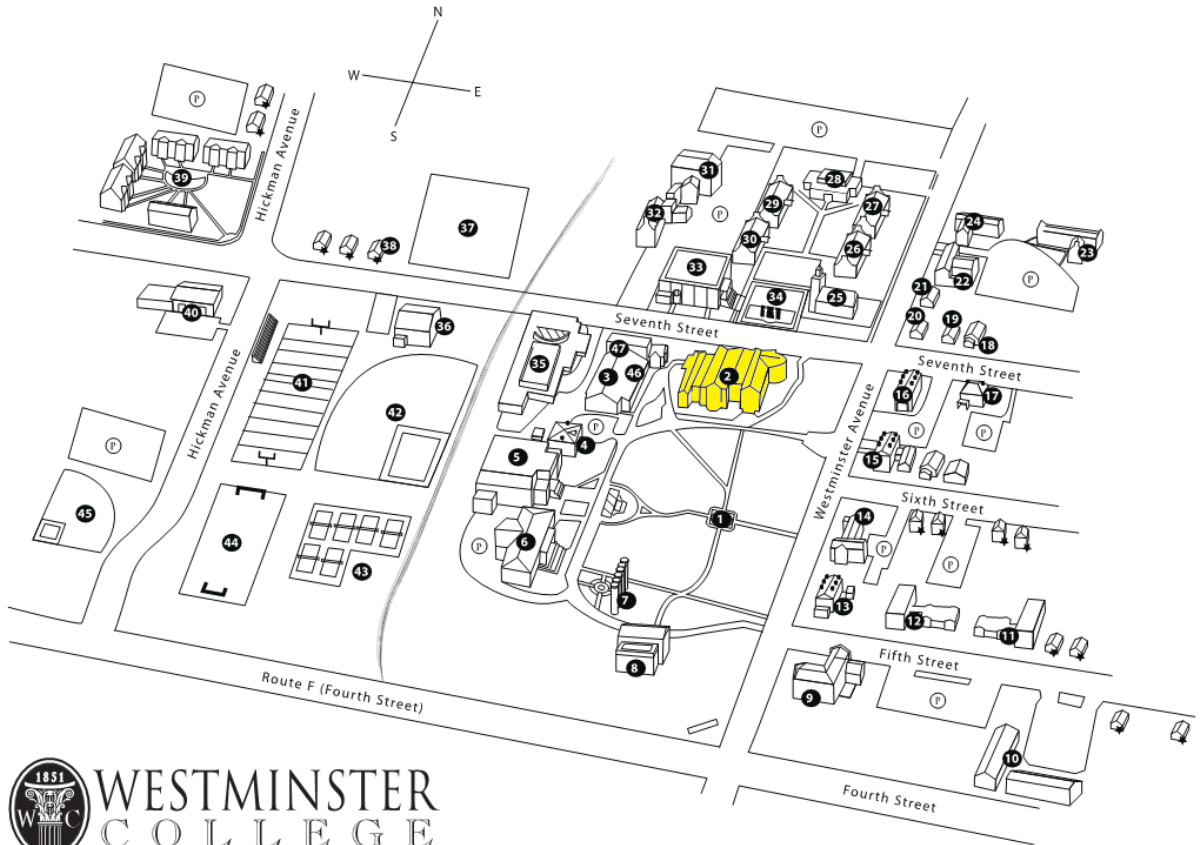 N
W
E
S
P
Hickman Avenue
P
31
28
39
32
29
27
P
37
30
24
38
26
23
33
22
P
40
34
25
21
36
Seventh Street
20
19
18
35
47
Seventh Street
41
3
46
2
16
17
42
P
Hickman Avenue
4
P
P
P
5
15
Westminster Avenue
Sixth Street
45
1
14
44
6
P
P
P
43
7
13
12
11
8
Fifth Street
Route F (Fourth Street)
9
P
10
Fourth Street
1851
W C
WESTMINSTER
COLLEGE